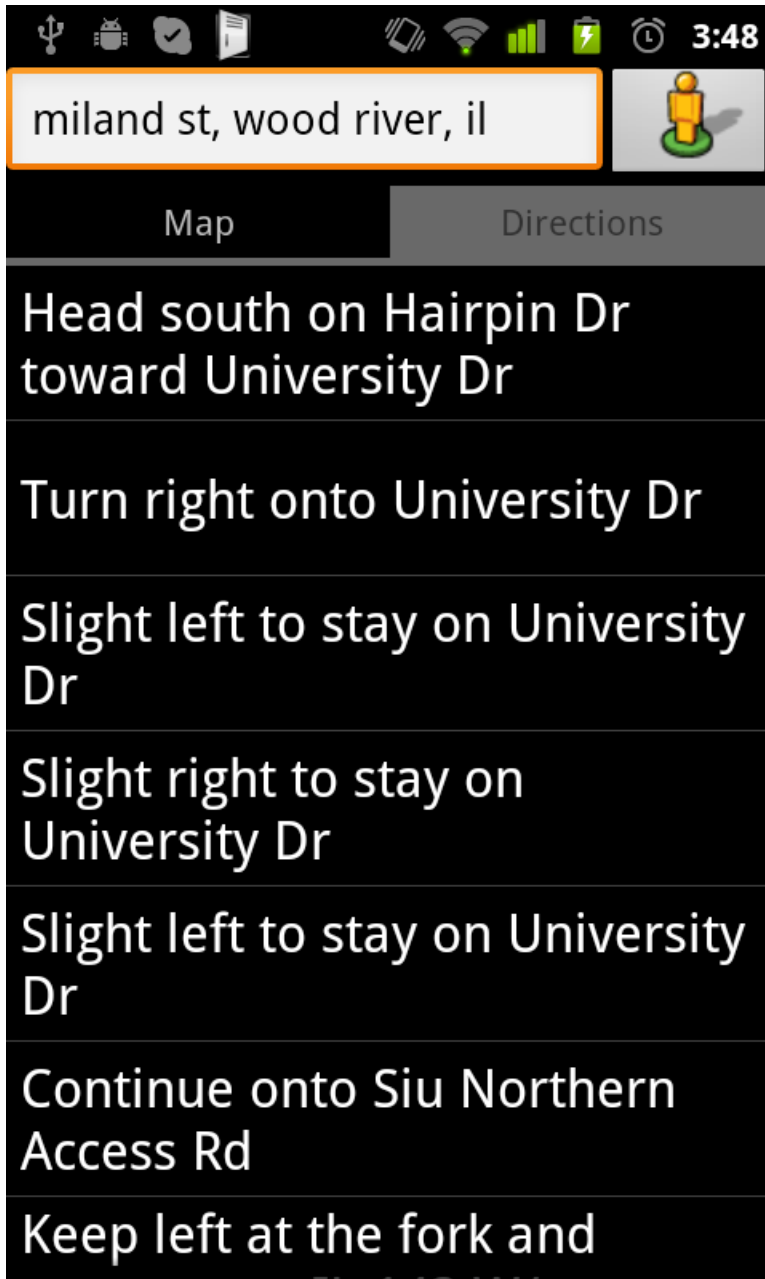 3:48
miland st, wood river, il
Map
Directions
Head south on Hairpin Dr
toward University Dr
Turn right onto University Dr
Slight left to stay on University
Dr
Slight right to stay on
University Dr
Slight left to stay on University
Dr
Continue onto Siu Northern
Access Rd
Keep left at the fork and